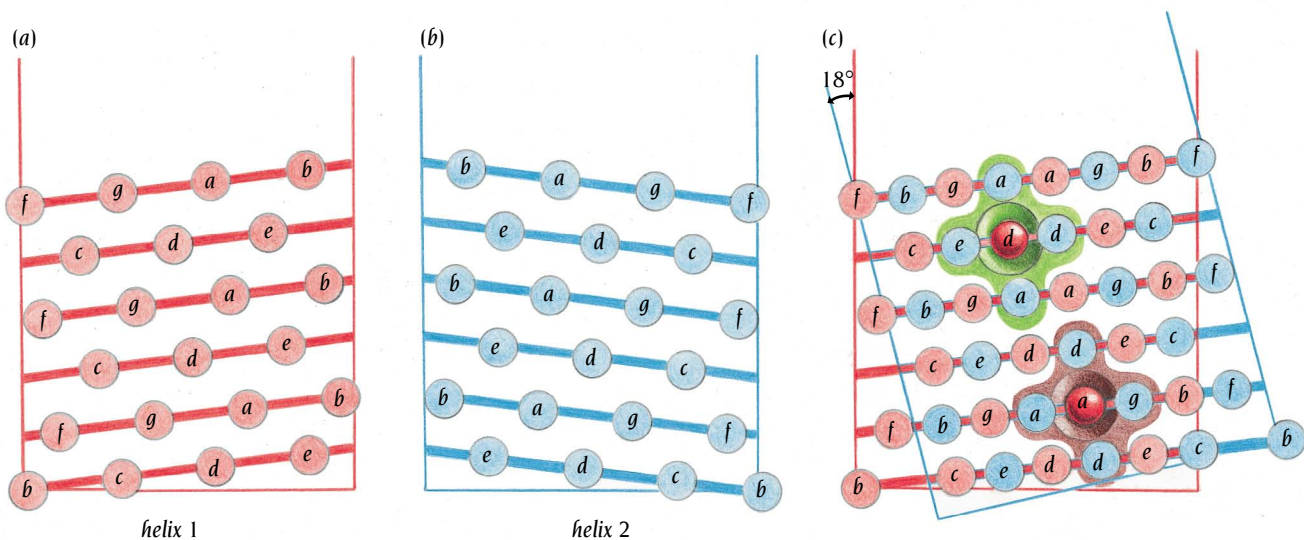 (a)
f g a b
c d e
f g a b
c d e
f g a b
b c d e
helix 1
(b)
b a g f
e d c
b a g f
e d c
b a g f
e d c b
helix 2
(c)
18°
f b g a a g b f
c e d d e c
f b g a a g b f
c e d d e c
f b g a a g b f
b c e d d e c b